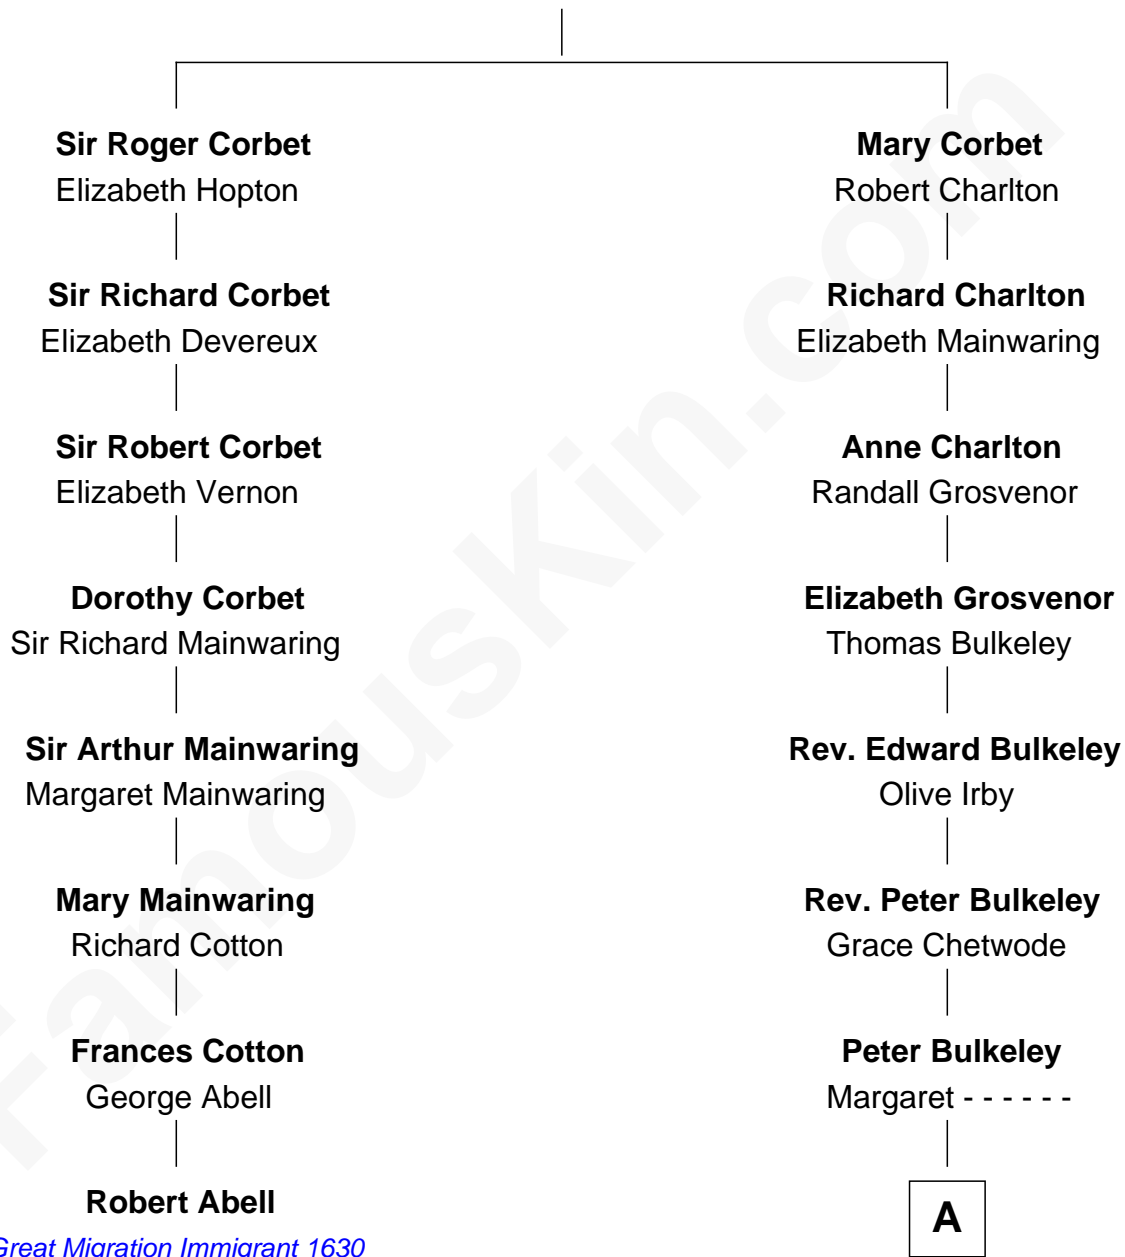 Sir Roger Corbet
Elizabeth Hopton
Sir Richard Corbet
Elizabeth Devereux
Sir Robert Corbet
Elizabeth Vernon
Dorothy Corbet
Sir Richard Mainwaring
Sir Arthur Mainwaring
Margaret Mainwaring
Mary Mainwaring
Richard Cotton
Frances Cotton
George Abell
Robert Abell
Great Migration Immigrant 1630
Mary Corbet
Robert Charlton
Richard Charlton
Elizabeth Mainwaring
Anne Charlton
Randall Grosvenor
Elizabeth Grosvenor
Thomas Bulkeley
Rev. Edward Bulkeley
Olive Irby
Rev. Peter Bulkeley
Grace Chetwode
Peter Bulkeley
Margaret - - - - - -
A
FamousKin.com